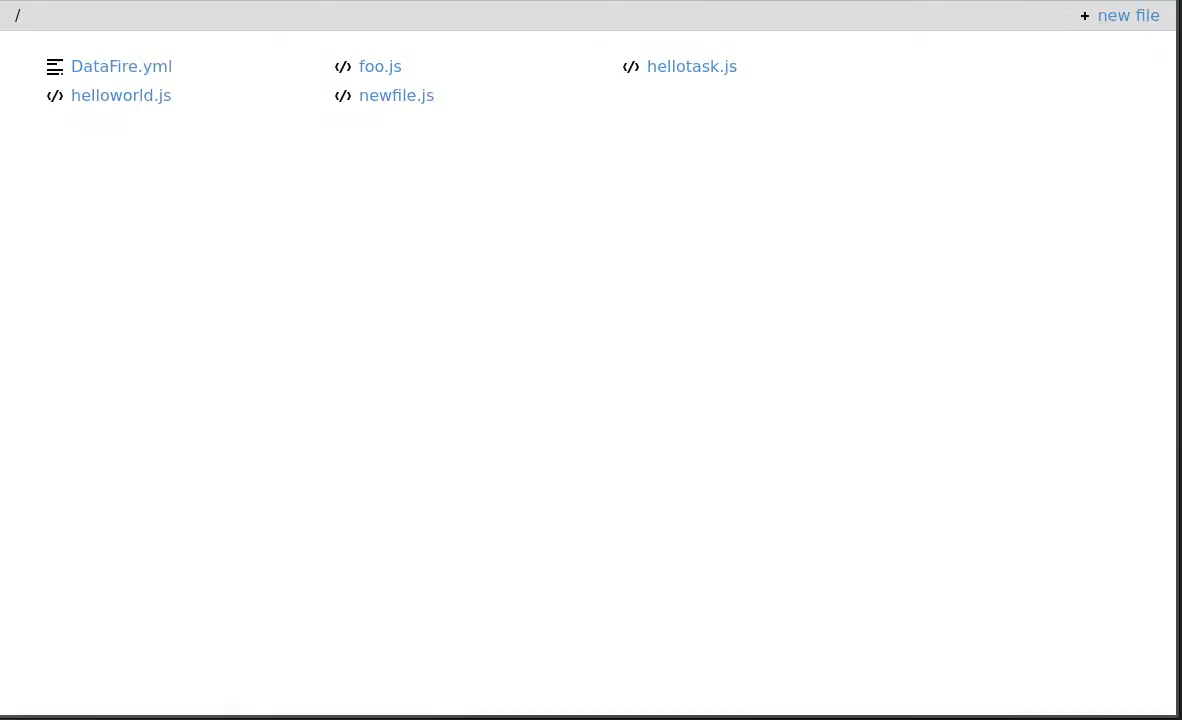 / + new file
DataFire.yml </> foo.js </> hellotask.js
</> helloworld.js </> newfile.js